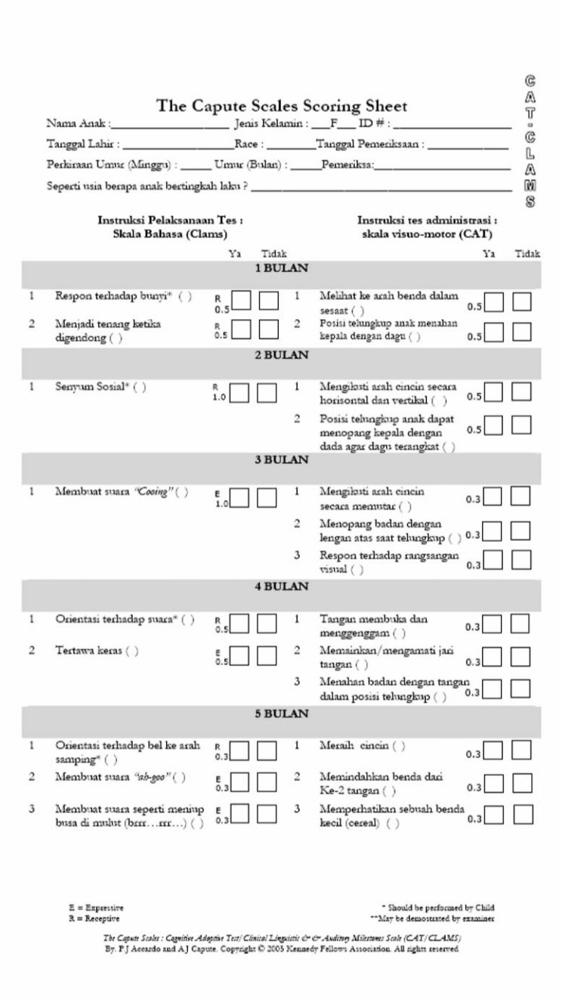 CAT-CLAMS
The Capute Scales Scoring Sheet
Nama Anak :____________________ Jenis Kelamin : ___F___ ID # : ____________________
Tanggal Lahir : ___________________Race : ________Tanggal Pemeriksaan : ______________
Perkiraan Umur (Minggu) : _____ Umur (Bulan) : _____Pemeriksa:_______________________
Seperti usia berapa anak bertingkah laku ? ____________________________________________
Instruksi Pelaksanaan Tes : Instruksi tes administrasi :
Skala Bahasa (Clams) skala visuo-motor (CAT)
Ya Tidak Ya Tidak
1 BULAN
1 Respon terhadap bunyi* ( ) R 0.5
2 Menjadi tenang ketika
digendong ( ) R 0.5
1 Melihat ke arah benda dalam
sesaat ( ) 0.5
2 Posisi telungkup anak menahan
kepala dengan dagu ( ) 0.5
2 BULAN
1 Senyum Sosial* ( ) R 1.0
1 Mengikuti arah cincin secara
horisontal dan vertikal ( ) 0.5
2 Posisi telungkup anak dapat
menopang kepala dengan
dada agar dagu terangkat ( ) 0.5
3 BULAN
1 Membuat suara “Cooing” ( ) E 1.0
1 Mengikuti arah cincin
secara memutar ( ) 0.3
2 Menopang badan dengan
lengan atas saat telungkup ( ) 0.3
3 Respon terhadap rangsangan
visual ( ) 0.3
4 BULAN
1 Orientasi terhadap suara* ( ) R 0.5
2 Tertawa keras ( ) E 0.5
1 Tangan membuka dan
menggenggam ( ) 0.3
2 Memainkan/mengamati jari
tangan ( ) 0.3
3 Menahan badan dengan tangan
dalam posisi telungkup ( ) 0.3
5 BULAN
1 Orientasi terhadap bel ke arah
samping* ( ) R 0.3
2 Membuat suara “ah-goo” ( ) E 0.3
3 Membuat suara seperti meniup
busa di mulut (brrr…rrr…) ( ) E 0.3
1 Meraih cincin ( ) 0.3
2 Memindahkan benda dari
Ke-2 tangan ( ) 0.3
3 Memperhatikan sebuah benda
kecil (cereal) ( ) 0.3
E = Expressive
R = Receptive
* Should be performed by Child
**May be demostrated by examiner
The Capute Scales : Cognitive Adaptive Test/ Clinical Linguistic & & Auditory Milestones Scale (CAT/CLAMS)
By. P.J Accardo and A.J Capute. Copyright © 2005 Kennedy Fellows Association. All rights reserved